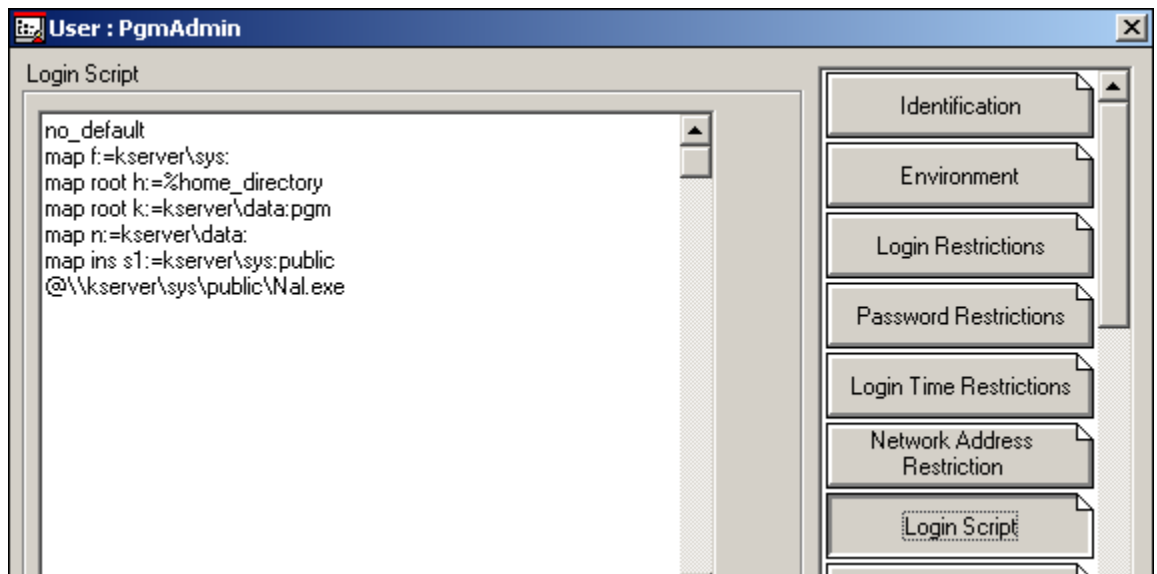 User : PgmAdmin
Login Script
no_default
map f:=kserver\sys:
map root h:=%home_directory
map root k:=kserver\data:pgm
map n:=kserver\data:
map ins s1:=kserver\sys:public
@\\kserver\sys\public\Nal.exe
Identification
Environment
Login Restrictions
Password Restrictions
Login Time Restrictions
Network Address
Restriction
Login Script